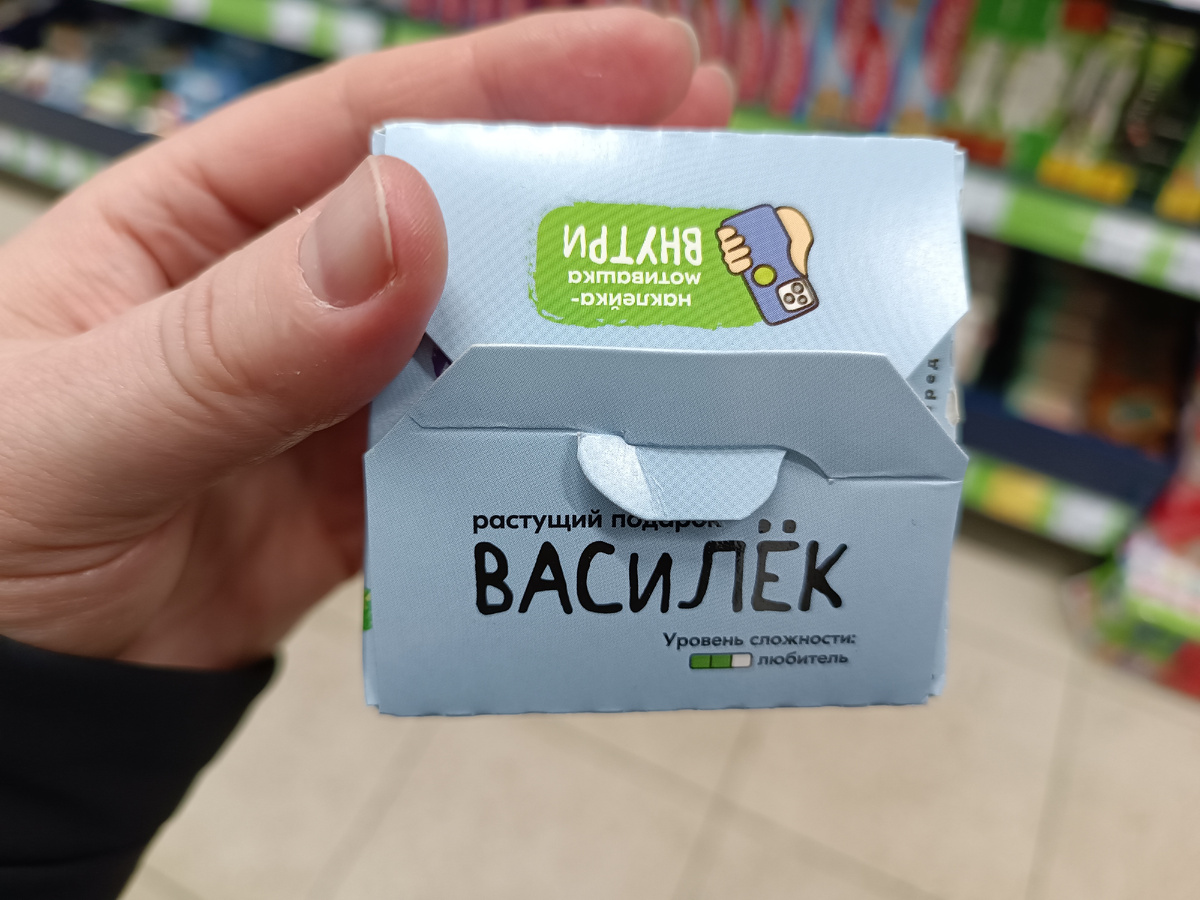 наклейка-
мотивашка
ВНУТРИ
растущий подарок
ВАСИЛЁК
Уровень сложности:
любитель